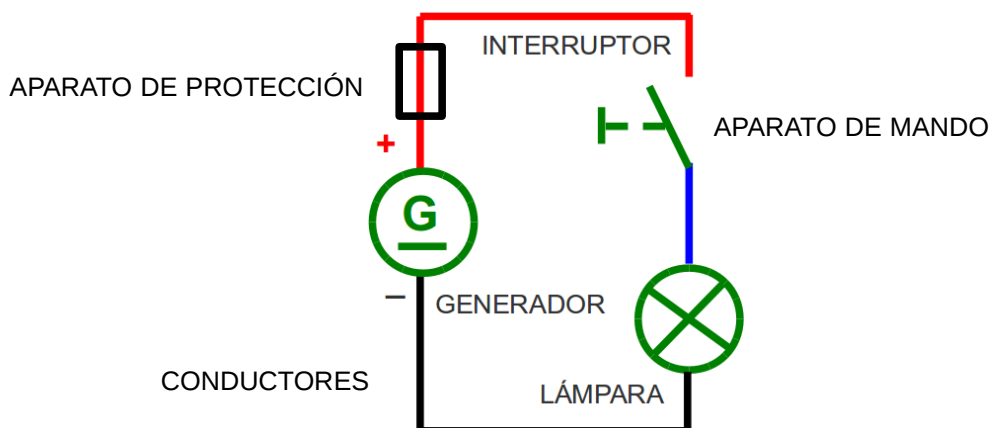 INTERRUPTOR
APARATO DE PROTECCIÓN
APARATO DE MANDO
+
G
− GENERADOR
CONDUCTORES
LÁMPARA